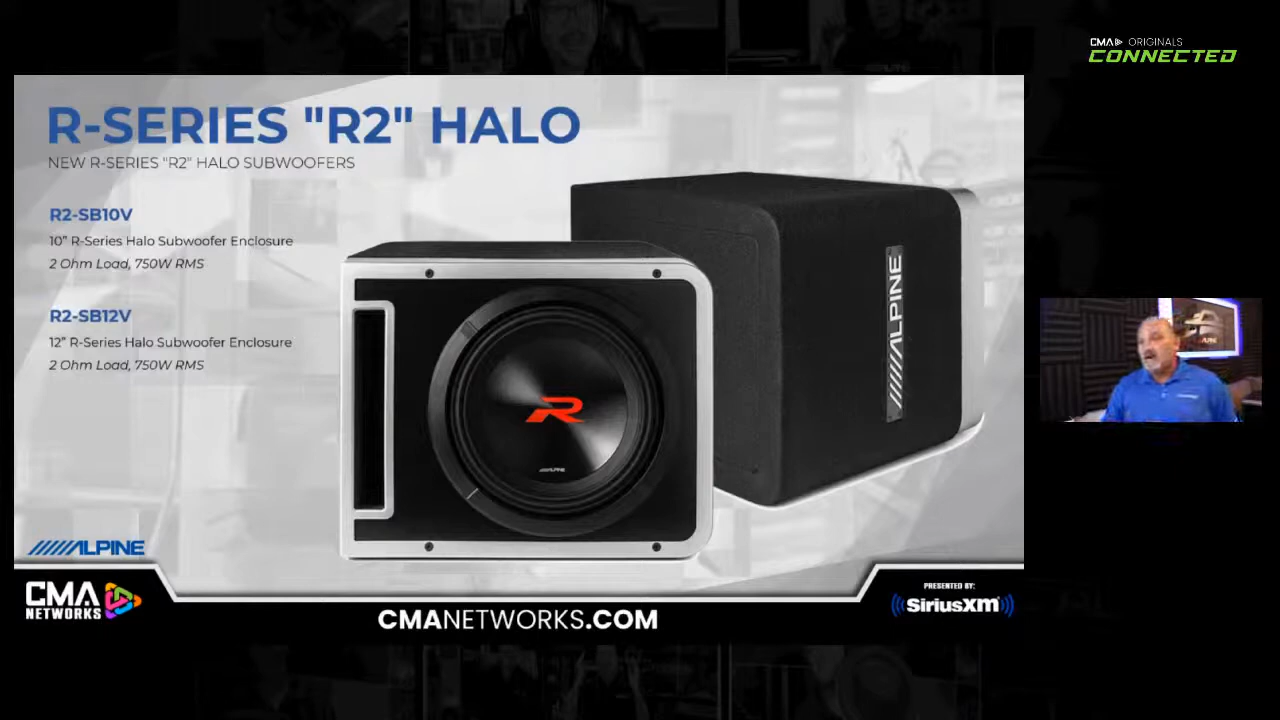 CMA ORIGINALS
CONNECTED
R-SERIES "R2" HALO
NEW R-SERIES "R2" HALO SUBWOOFERS
R2-SB10V
10” R-Series Halo Subwoofer Enclosure
2 Ohm Load, 750W RMS
R2-SB12V
12” R-Series Halo Subwoofer Enclosure
2 Ohm Load, 750W RMS
ALPINE
R
ALPINE
ALPINE
CMA
NETWORKS
CMANETWORKS.COM
PRESENTED BY:
SiriusXM